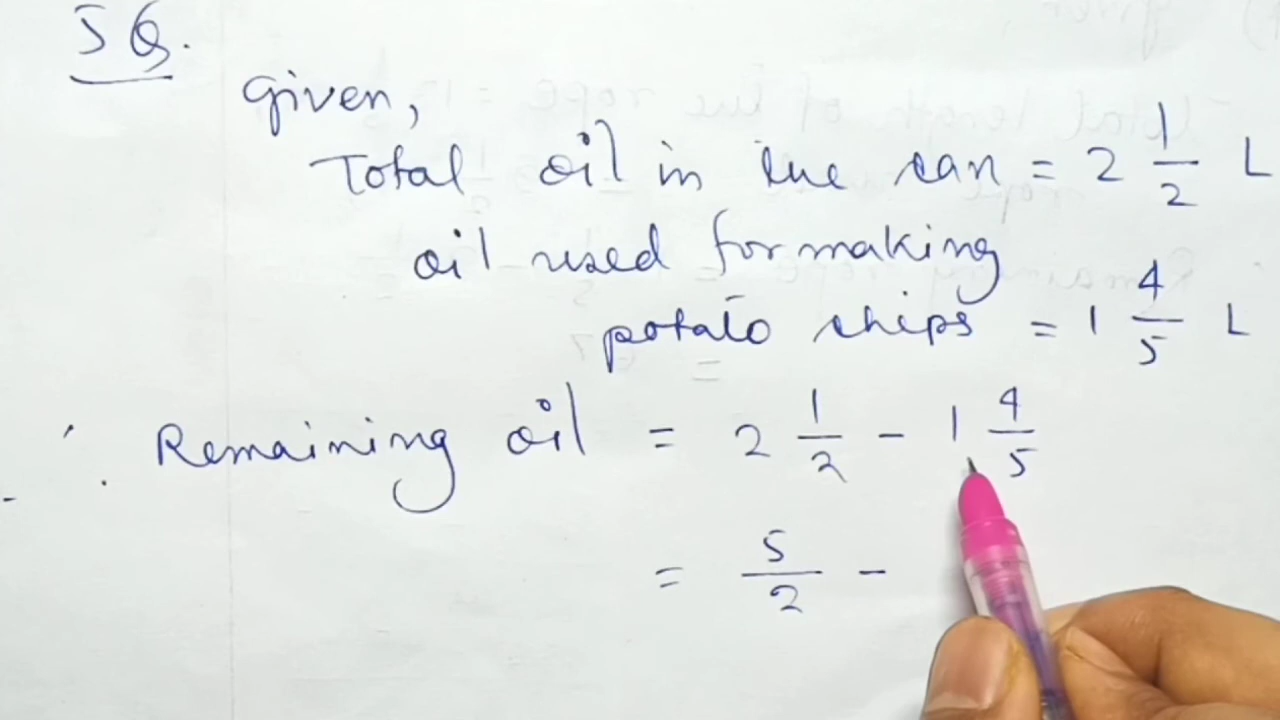 5Q.
Given,
Total oil in the can = 2 1/2 L
oil used for making
potato chips = 1 4/5 L
∴ Remaining oil = 2 1/2 - 1 4/5
= 5/2 -